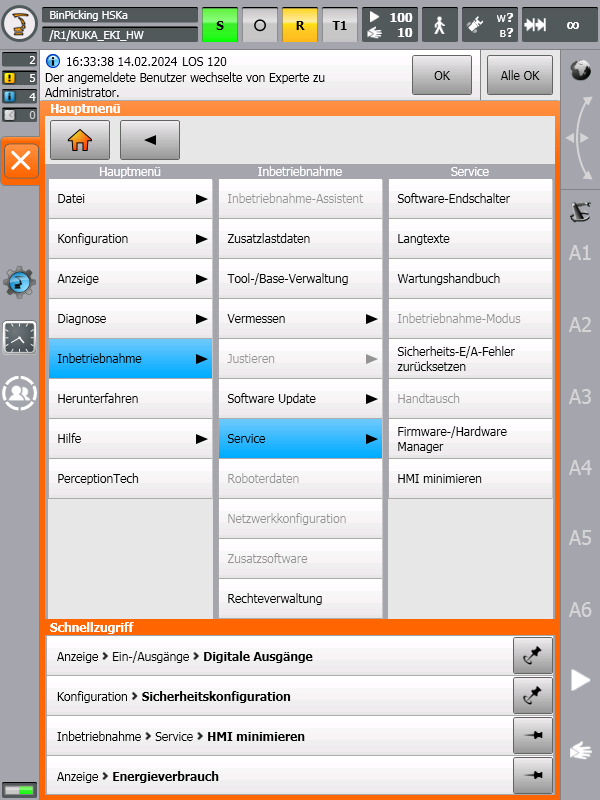 BinPicking HSKa
/R1/KUKA_EKI_HW
S
O
R
T1
100
10
W?
B?
∞
2
5
4
0
16:33:38 14.02.2024 LOS 120
Der angemeldete Benutzer wechselte von Experte zu
Administrator.
OK
Alle OK
Hauptmenü
Hauptmenü
Datei
Konfiguration
Anzeige
Diagnose
Inbetriebnahme
Herunterfahren
Hilfe
PerceptionTech
Inbetriebnahme
Inbetriebnahme-Assistent
Zusatzlastdaten
Tool-/Base-Verwaltung
Vermessen
Justieren
Software Update
Service
Roboterdaten
Netzwerkkonfiguration
Zusatzsoftware
Rechteverwaltung
Service
Software-Endschalter
Langtexte
Wartungshandbuch
Inbetriebnahme-Modus
Sicherheits-E/A-Fehler
zurücksetzen
Handtausch
Firmware-/Hardware
Manager
HMI minimieren
A1
A2
A3
A4
A5
A6
Schnellzugriff
Anzeige > Ein-/Ausgänge > Digitale Ausgänge
Konfiguration > Sicherheitskonfiguration
Inbetriebnahme > Service > HMI minimieren
Anzeige > Energieverbrauch